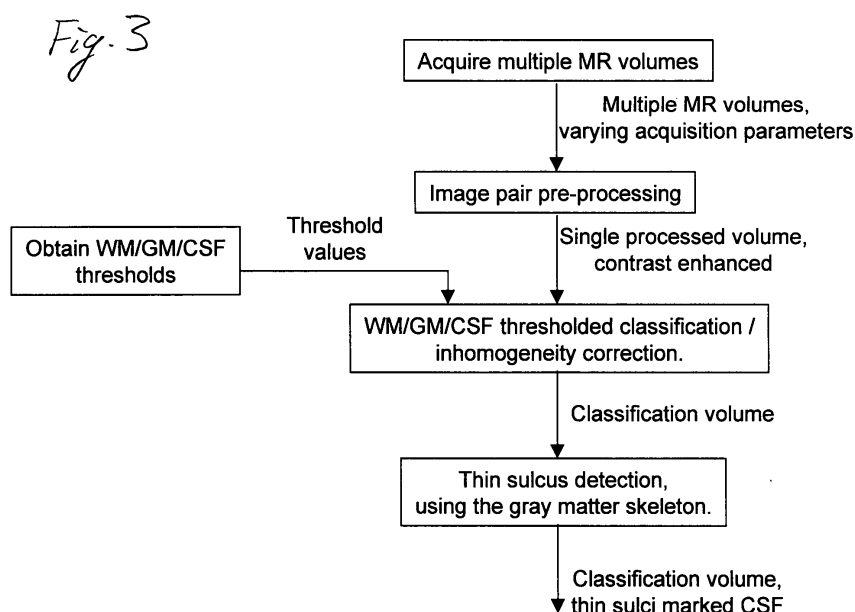 Fig. 3
Acquire multiple MR volumes
Multiple MR volumes,
varying acquisition parameters
Image pair pre-processing
Threshold
values
Obtain WM/GM/CSF
thresholds
Single processed volume,
contrast enhanced
WM/GM/CSF thresholded classification /
inhomogeneity correction.
Classification volume
Thin sulcus detection,
using the gray matter skeleton.
Classification volume,
thin sulci marked CSF